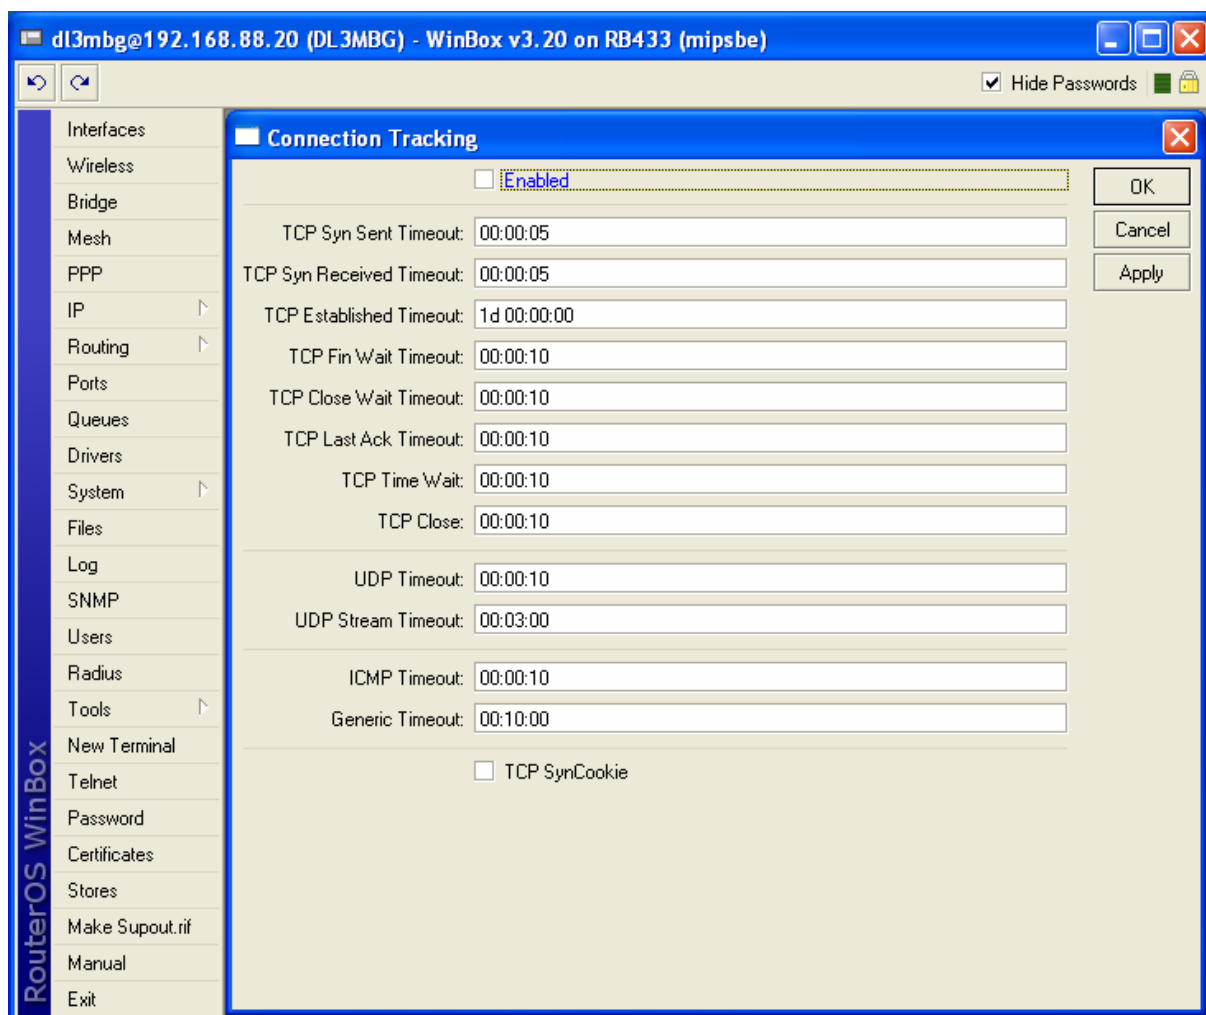 dl3mbg@192.168.88.20 (DL3MBG) - WinBox v3.20 on RB433 (mipsbe)
Hide Passwords
RouterOS WinBox
Interfaces
Wireless
Bridge
Mesh
PPP
IP
Routing
Ports
Queues
Drivers
System
Files
Log
SNMP
Users
Radius
Tools
New Terminal
Telnet
Password
Certificates
Stores
Make Supout.rif
Manual
Exit
Connection Tracking
Enabled
TCP Syn Sent Timeout: 00:00:05
TCP Syn Received Timeout: 00:00:05
TCP Established Timeout: 1d 00:00:00
TCP Fin Wait Timeout: 00:00:10
TCP Close Wait Timeout: 00:00:10
TCP Last Ack Timeout: 00:00:10
TCP Time Wait: 00:00:10
TCP Close: 00:00:10
UDP Timeout: 00:00:10
UDP Stream Timeout: 00:03:00
ICMP Timeout: 00:00:10
Generic Timeout: 00:10:00
TCP SynCookie
OK
Cancel
Apply